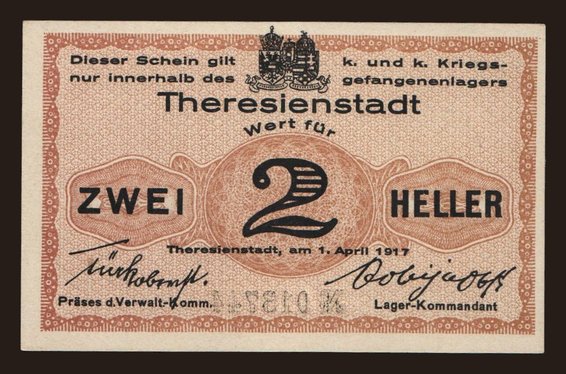 Dieser Schein gilt k. und k. Kriegs-
nur innerhalb des gefangenenlagers
Theresienstadt
Wert für
ZWEI 2 HELLER
Theresienstadt, am 1. April 1917
Präses d.Verwalt-Komm. Lager-Kommandant